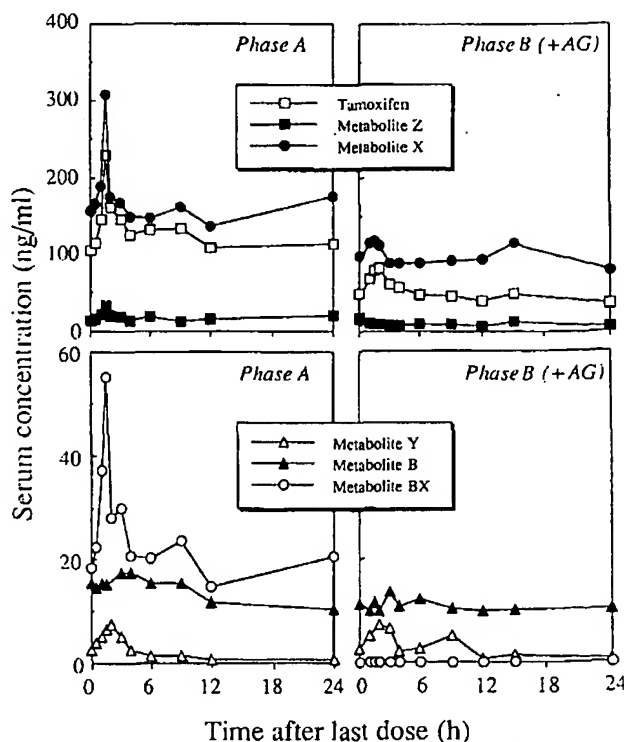 400
Phase A
Phase B (+AG)
300
Tamoxifen
Metabolite Z
Metabolite X
200
100
0
Serum concentration (ng/ml)
60
Phase A
Phase B (+AG)
Metabolite Y
Metabolite B
Metabolite BX
40
20
0
0 6 12 18 24 0 6 12 18 24
Time after last dose (h)